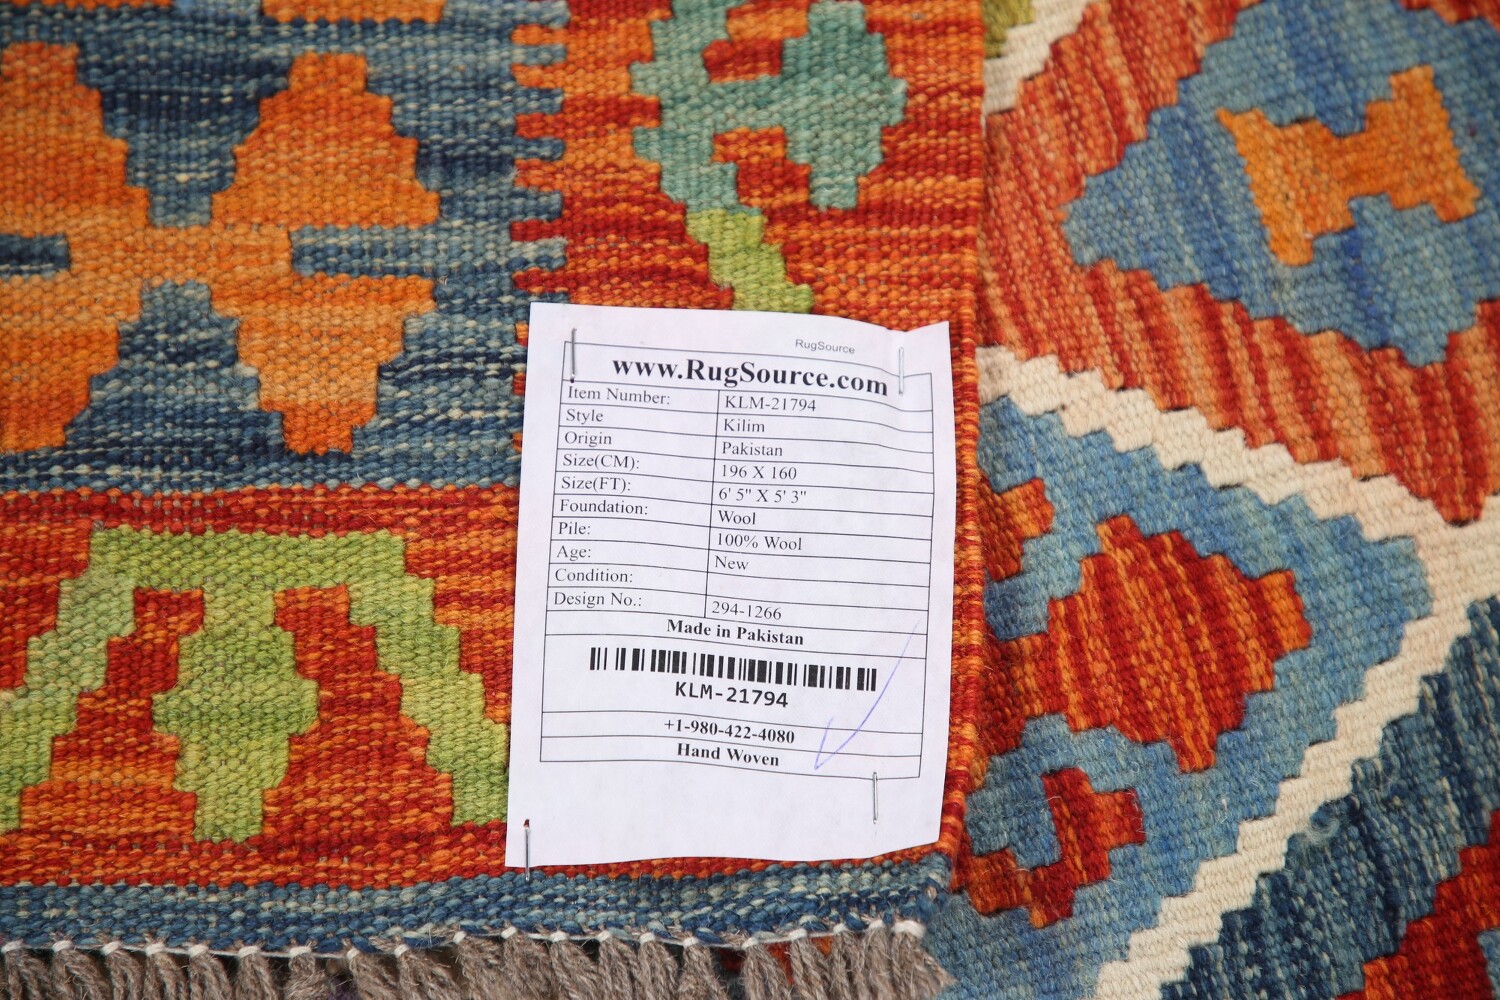 RugSource
www.RugSource.com
Item Number: KLM-21794
Style Kilim
Origin Pakistan
Size(CM): 196 X 160
Size(FT): 6' 5" X 5' 3"
Foundation: Wool
Pile: 100% Wool
Age: New
Condition:
Design No.: 294-1266
Made in Pakistan
KLM-21794
+1-980-422-4080
Hand Woven